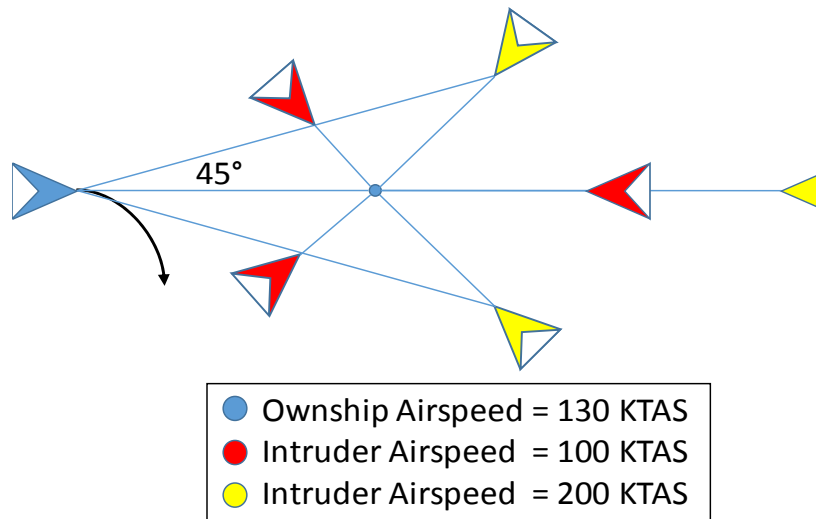 45°
Ownship Airspeed = 130 KTAS
Intruder Airspeed = 100 KTAS
Intruder Airspeed = 200 KTAS